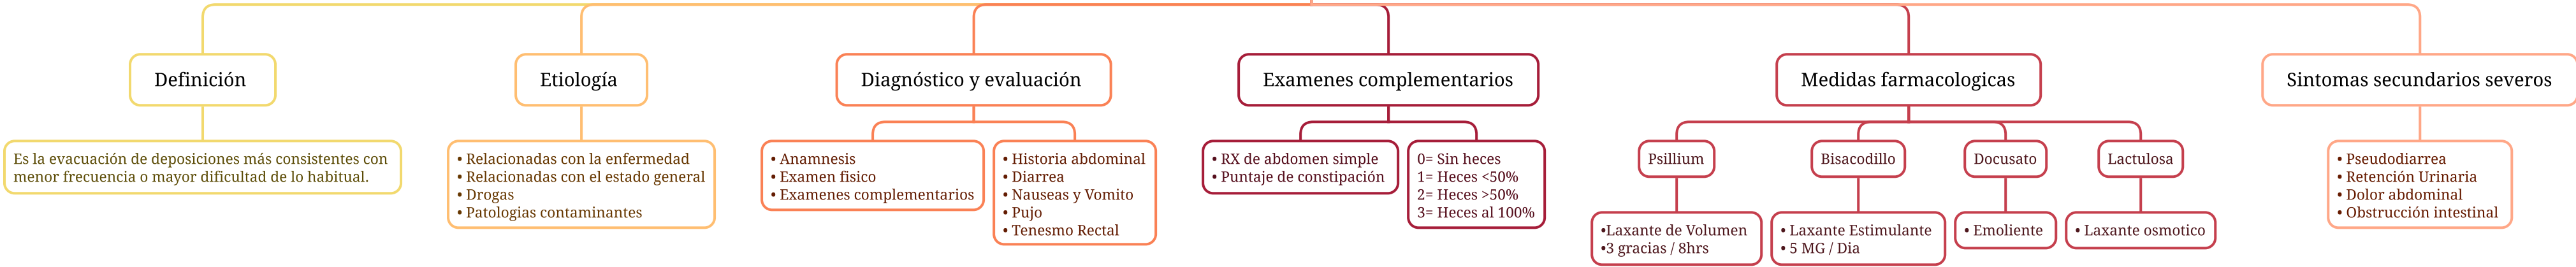 Definición
Es la evacuación de deposiciones más consistentes con
menor frecuencia o mayor dificultad de lo habitual.
Etiología
• Relacionadas con la enfermedad
• Relacionadas con el estado general
• Drogas
• Patologias contaminantes
Diagnóstico y evaluación
• Anamnesis
• Examen fisico
• Examenes complementarios
• Historia abdominal
• Diarrea
• Nauseas y Vomito
• Pujo
• Tenesmo Rectal
Examenes complementarios
• RX de abdomen simple
• Puntaje de constipación
0= Sin heces
1= Heces <50%
2= Heces >50%
3= Heces al 100%
Medidas farmacologicas
Psillium
•Laxante de Volumen
•3 gracias / 8hrs
Bisacodillo
• Laxante Estimulante
• 5 MG / Dia
Docusato
• Emoliente
Lactulosa
• Laxante osmotico
Sintomas secundarios severos
• Pseudodiarrea
• Retención Urinaria
• Dolor abdominal
• Obstrucción intestinal